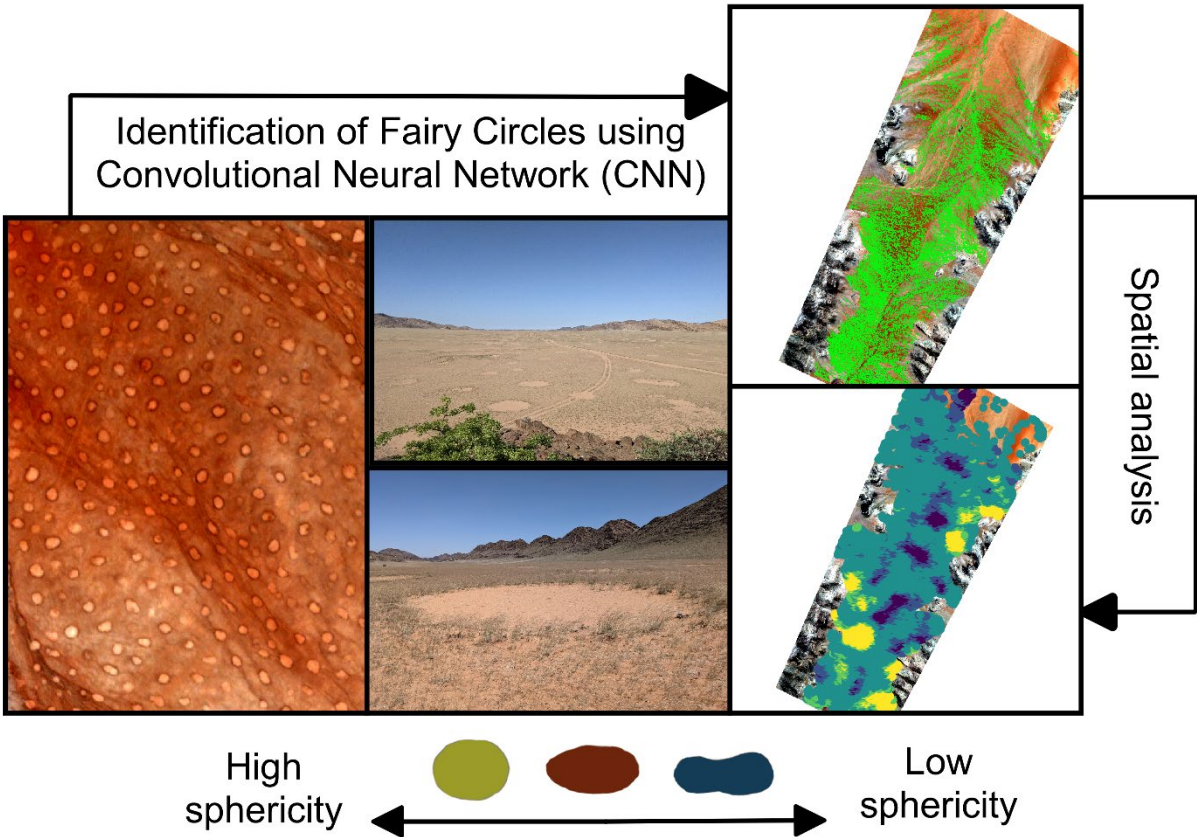 Identification of Fairy Circles using
Convolutional Neural Network (CNN)
Spatial analysis
High
sphericity
Low
sphericity